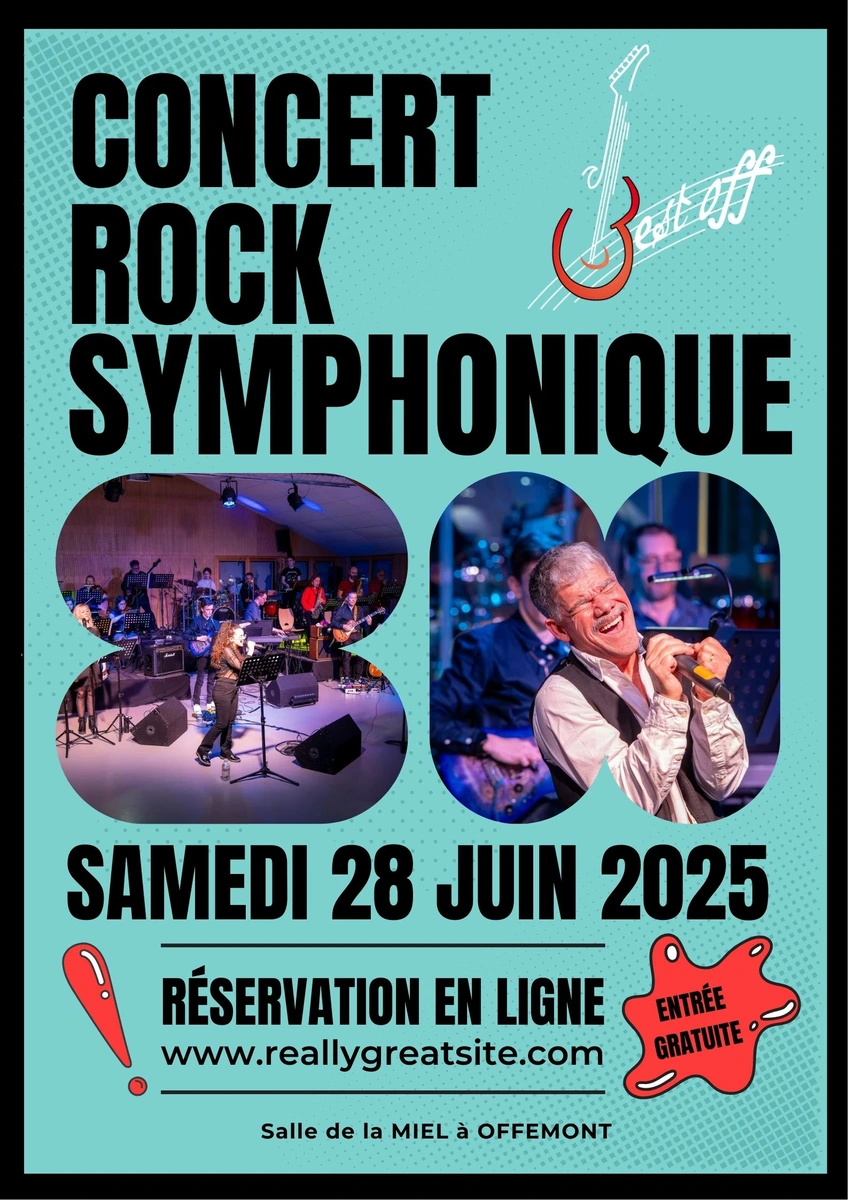 CONCERT
ROCK
SYMPHONIQUE
Best off
SAMEDI 28 JUIN 2025
RÉSERVATION EN LIGNE
www.reallygreatsite.com
ENTRÉE
GRATUITE
Salle de la MIEL à OFFEMONT